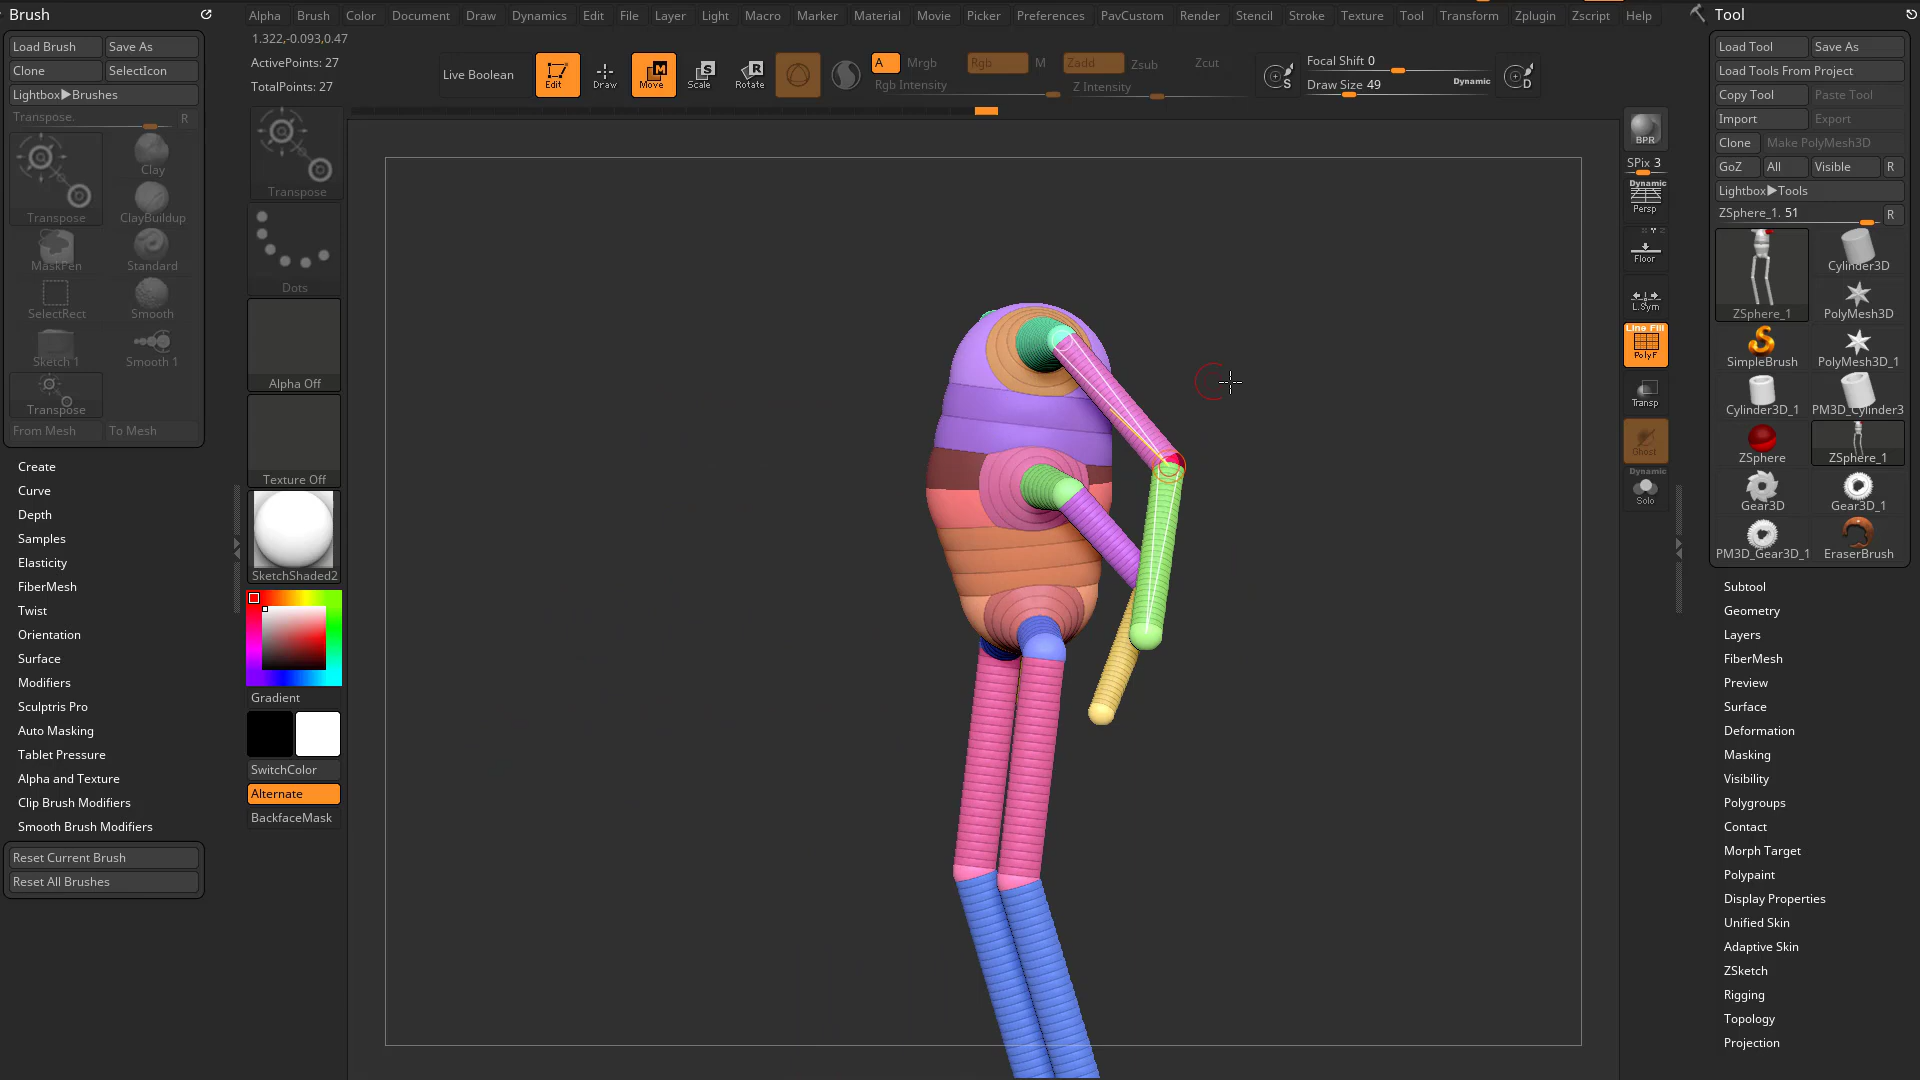 Brush
Load Brush Save As
Clone SelectIcon
Lightbox▶Brushes
Transpose. R
Transpose Clay
ClayBuildup
MaskPen Standard
SelectRect Smooth
Sketch 1 Smooth 1
Transpose
From Mesh To Mesh
Create
Curve
Depth
Samples
Elasticity
FiberMesh
Twist
Orientation
Surface
Modifiers
Sculptris Pro
Auto Masking
Tablet Pressure
Alpha and Texture
Clip Brush Modifiers
Smooth Brush Modifiers
Reset Current Brush
Reset All Brushes
Alpha Brush Color Document Draw Dynamics Edit File Layer Light Macro Marker Material Movie Picker Preferences PavCustom Render Stencil Stroke Texture Tool Transform Zplugin Zscript Help
1.322,-0.093,0.47
ActivePoints: 27
TotalPoints: 27
Live Boolean
Edit Draw Move Scale Rotate
A Mrgb Rgb M Zadd Zsub Zcut
Rgb Intensity Z Intensity
Focal Shift 0
Draw Size 49 Dynamic
S D
Transpose
Dots
Alpha Off
Texture Off
SketchShaded2
Gradient
SwitchColor
Alternate
BackfaceMask
BPR
SPix 3
Dynamic
Persp
Floor
L.Sym
Line Fill
PolyF
Transp
Ghost
Dynamic
Solo
Tool
Load Tool Save As
Load Tools From Project
Copy Tool Paste Tool
Import Export
Clone Make PolyMesh3D
GoZ All Visible R
Lightbox▶Tools
ZSphere_1. 51 R
ZSphere_1 Cylinder3D
PolyMesh3D
SimpleBrush PolyMesh3D_1
Cylinder3D_1 PM3D_Cylinder3
ZSphere ZSphere_1
Gear3D Gear3D_1
PM3D_Gear3D_1 EraserBrush
Subtool
Geometry
Layers
FiberMesh
Preview
Surface
Deformation
Masking
Visibility
Polygroups
Contact
Morph Target
Polypaint
Display Properties
Unified Skin
Adaptive Skin
ZSketch
Rigging
Topology
Projection